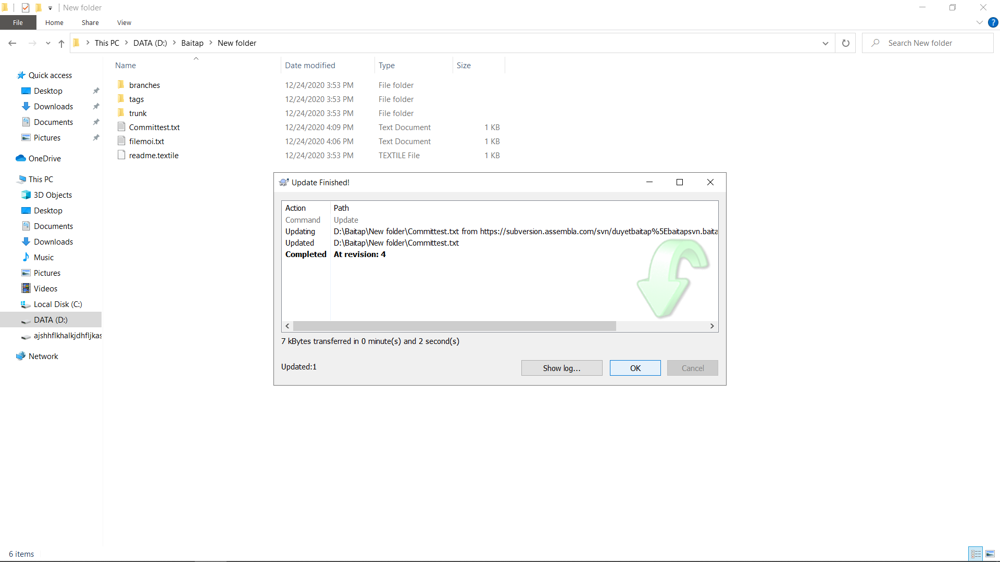 New folder
File Home Share View
This PC DATA (D:) Baitap New folder
Search New folder
Name Date modified Type Size
branches 12/24/2020 3:53 PM File folder
tags 12/24/2020 3:53 PM File folder
trunk 12/24/2020 3:53 PM File folder
Committest.txt 12/24/2020 4:09 PM Text Document 1 KB
filemoi.txt 12/24/2020 4:06 PM Text Document 1 KB
readme.textile 12/24/2020 3:53 PM TEXTILE File 1 KB
Quick access
Desktop
Downloads
Documents
Pictures
OneDrive
This PC
3D Objects
Desktop
Documents
Downloads
Music
Pictures
Videos
Local Disk (C:)
DATA (D:)
ajshhflkhalkjdhfljkas
Network
Update Finished!
Action Path
Command Update
Updating D:\Baitap\New folder\Committest.txt from https://subversion.assembla.com/svn/duyetbaitap%5Ebaitapsvn.baita
Updated D:\Baitap\New folder\Committest.txt
Completed At revision: 4
7 kBytes transferred in 0 minute(s) and 2 second(s)
Updated:1
Show log... OK Cancel
6 items